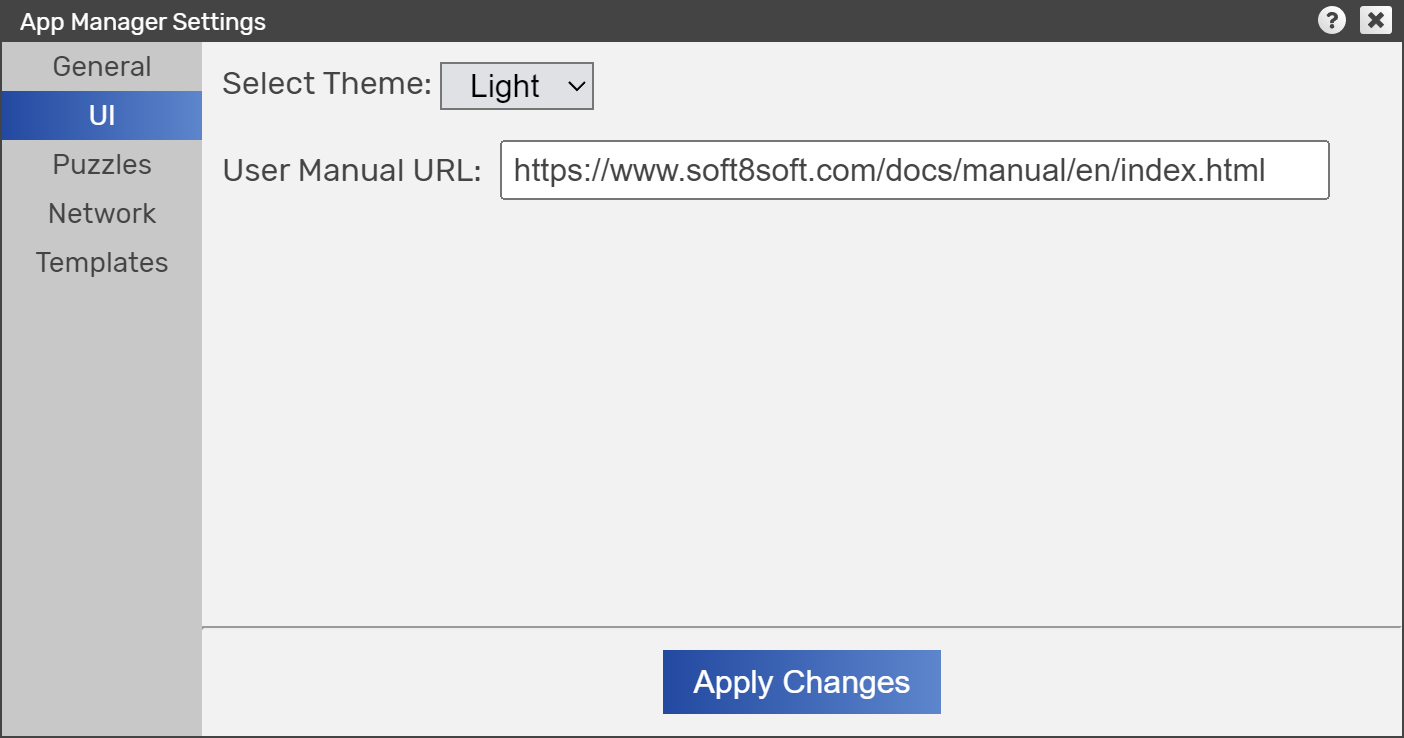 App Manager Settings
General
UI
Puzzles
Network
Templates
Select Theme: Light
User Manual URL: https://www.soft8soft.com/docs/manual/en/index.html
Apply Changes